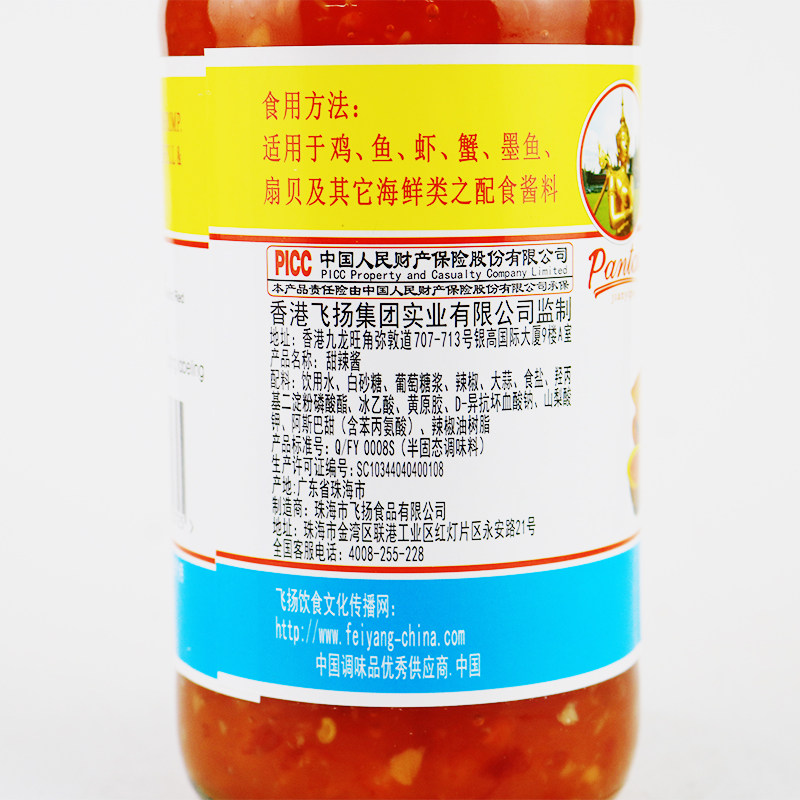 食用方法：
适用于鸡、鱼、虾、蟹、墨鱼、
扇贝及其它海鲜类之配食酱料
PICC 中国人民财产保险股份有限公司
PICC Property and Casualty Company Limited
本产品责任险由中国人民财产保险股份有限公司承保
香港飞扬集团实业有限公司监制
地址：香港九龙旺角弥敦道707-713号银高国际大厦9楼A室
产品名称：甜辣酱
配料：饮用水、白砂糖、葡萄糖浆、辣椒、大蒜、食盐、羟丙
基二淀粉磷酸酯、冰乙酸、黄原胶、D-异抗坏血酸钠、山梨酸
钾、阿斯巴甜（含苯丙氨酸）、辣椒油树脂
产品标准号：Q/FY 0008S（半固态调味料）
生产许可证编号：SC10344040400108
产地：广东省珠海市
制造商：珠海市飞扬食品有限公司
地址：珠海市金湾区联港工业区红灯片区永安路21号
全国客服电话：4008-255-228
飞扬饮食文化传播网：
http://www.feiyang-china.com
中国调味品优秀供应商.中国